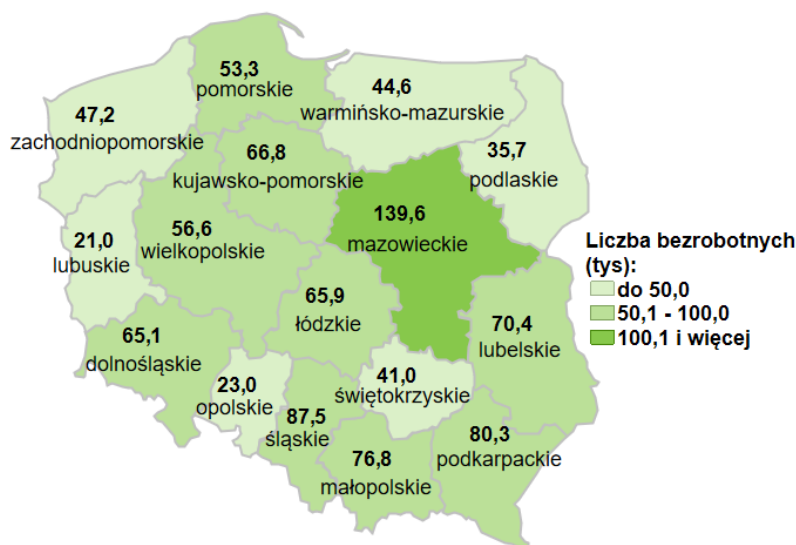 53,3
pomorskie
44,6
warmińsko-mazurskie
47,2
zachodniopomorskie
35,7
podlaskie
66,8
kujawsko-pomorskie
139,6
mazowieckie
56,6
wielkopolskie
21,0
lubuskie
65,9
łódzkie
70,4
lubelskie
65,1
dolnośląskie
23,0
opolskie
41,0
świętokrzyskie
87,5
śląskie
76,8
małopolskie
80,3
podkarpackie
Liczba bezrobotnych
(tys):
do 50,0
50,1 - 100,0
100,1 i więcej